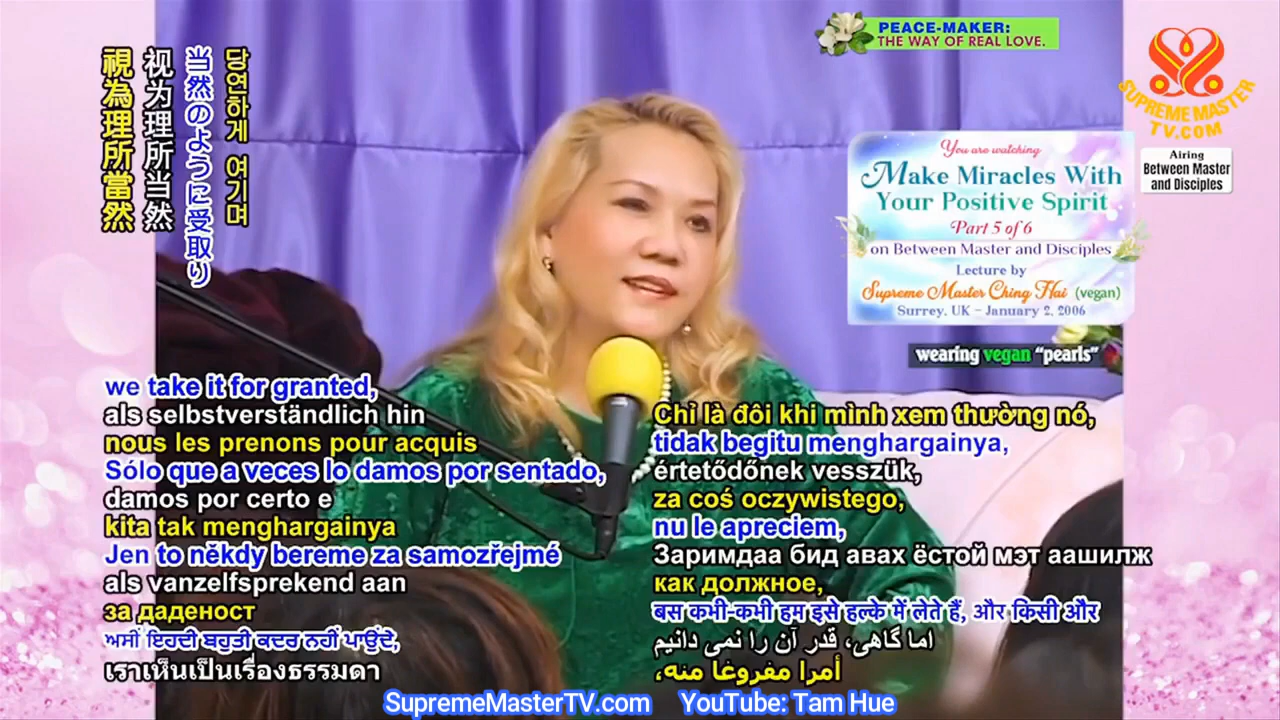 PEACE-MAKER:
THE WAY OF REAL LOVE.
SUPREME MASTER
TV.COM
Airing
Between Master
and Disciples
You are watching
Make Miracles With
Your Positive Spirit
Part 5 of 6
on Between Master and Disciples
Lecture by
Supreme Master Ching Hai (vegan)
Surrey, UK – January 2, 2006
wearing vegan “pearls”
視為理所當然
视为理所当然
当然のように受取り
당연하게 여기며
we take it for granted,
als selbstverständlich hin
nous les prenons pour acquis
Sólo que a veces lo damos por sentado,
damos por certo e
kita tak menghargainya
Jen to někdy bereme za samozřejmé
als vanzelfsprekend aan
за даденост
ਅਸੀਂ ਇਹਦੀ ਬਹੁਤੀ ਕਦਰ ਨਹੀਂ ਪਾਉਂਦੇ,
เราเห็นเป็นเรื่องธรรมดา
Chỉ là đôi khi mình xem thường nó,
tidak begitu menghargainya,
értetődőnek vesszük,
za coś oczywistego,
nu le apreciem,
Заримдаа бид авах ёстой мэт аашилж
как должное,
बस कभी-कभी हम इसे हल्के में लेते हैं, और किसी और
اما گاهی، قدر آن را نمی دانیم
أمرا مفروغا منه،
SupremeMasterTV.com YouTube: Tam Hue